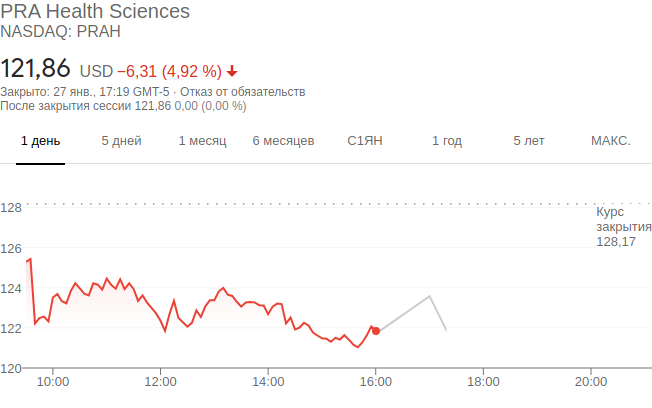 PRA Health Sciences
NASDAQ: PRAH
121,86 USD −6,31 (4,92 %)
Закрыто: 27 янв., 17:19 GMT-5 · Отказ от обязательств
После закрытия сессии 121,86 0,00 (0,00 %)
1 день 5 дней 1 месяц 6 месяцев С1ЯН 1 год 5 лет МАКС.
128
Курс
закрытия
128,17
126
124
122
120
10:00 12:00 14:00 16:00 18:00 20:00